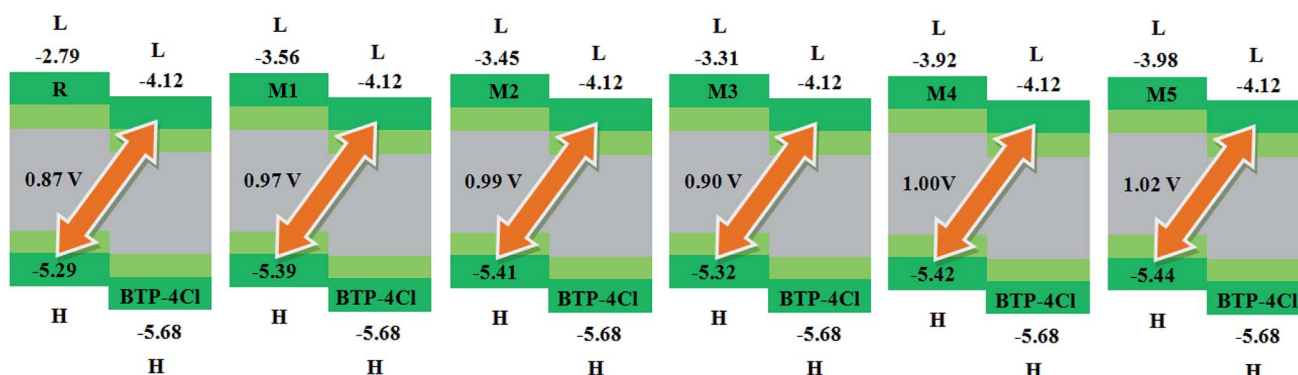 L
-2.79
R
L
-4.12
0.87 V
-5.29
H
BTP-4Cl
-5.68
H
L
-3.56
M1
L
-4.12
0.97 V
-5.39
H
BTP-4Cl
-5.68
H
L
-3.45
M2
L
-4.12
0.99 V
-5.41
H
BTP-4Cl
-5.68
H
L
-3.31
M3
L
-4.12
0.90 V
-5.32
H
BTP-4Cl
-5.68
H
L
-3.92
M4
L
-4.12
1.00V
-5.42
H
BTP-4Cl
-5.68
H
L
-3.98
M5
L
-4.12
1.02 V
-5.44
H
BTP-4Cl
-5.68
H